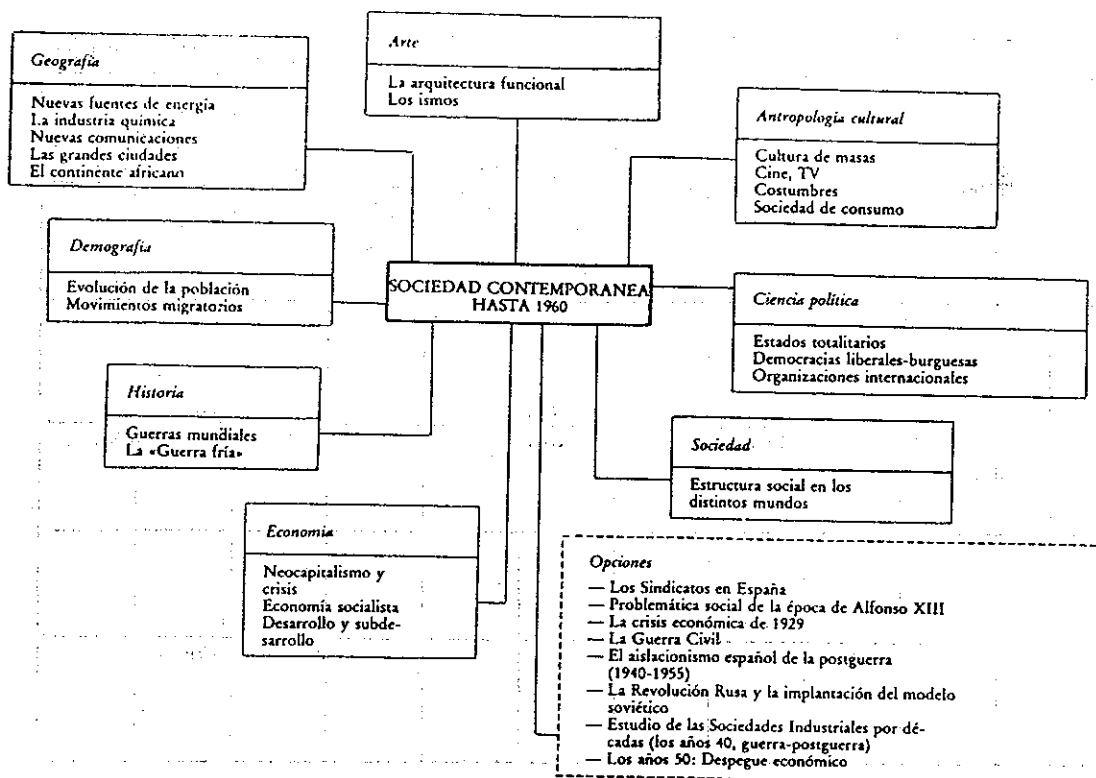 Geografía
Nuevas fuentes de energía
La industria química
Nuevas comunicaciones
Las grandes ciudades
El continente africano
Arte
La arquitectura funcional
Los ismos
Antropología cultural
Cultura de masas
Cine, TV
Costumbres
Sociedad de consumo
Demografía
Evolución de la población
Movimientos migratorios
SOCIEDAD CONTEMPORANEA
HASTA 1960
Ciencia política
Estados totalitarios
Democracias liberales-burguesas
Organizaciones internacionales
Historia
Guerras mundiales
La «Guerra fría»
Sociedad
Estructura social en los
distintos mundos
Economía
Neocapitalismo y
crisis
Economía socialista
Desarrollo y subde-
sarrollo
Opciones
— Los Sindicatos en España
— Problemática social de la época de Alfonso XIII
— La crisis económica de 1929
— La Guerra Civil
— El aislacionismo español de la postguerra
(1940-1955)
— La Revolución Rusa y la implantación del modelo
soviético
— Estudio de las Sociedades Industriales por dé-
cadas (los años 40, guerra-postguerra)
— Los años 50: Despegue económico